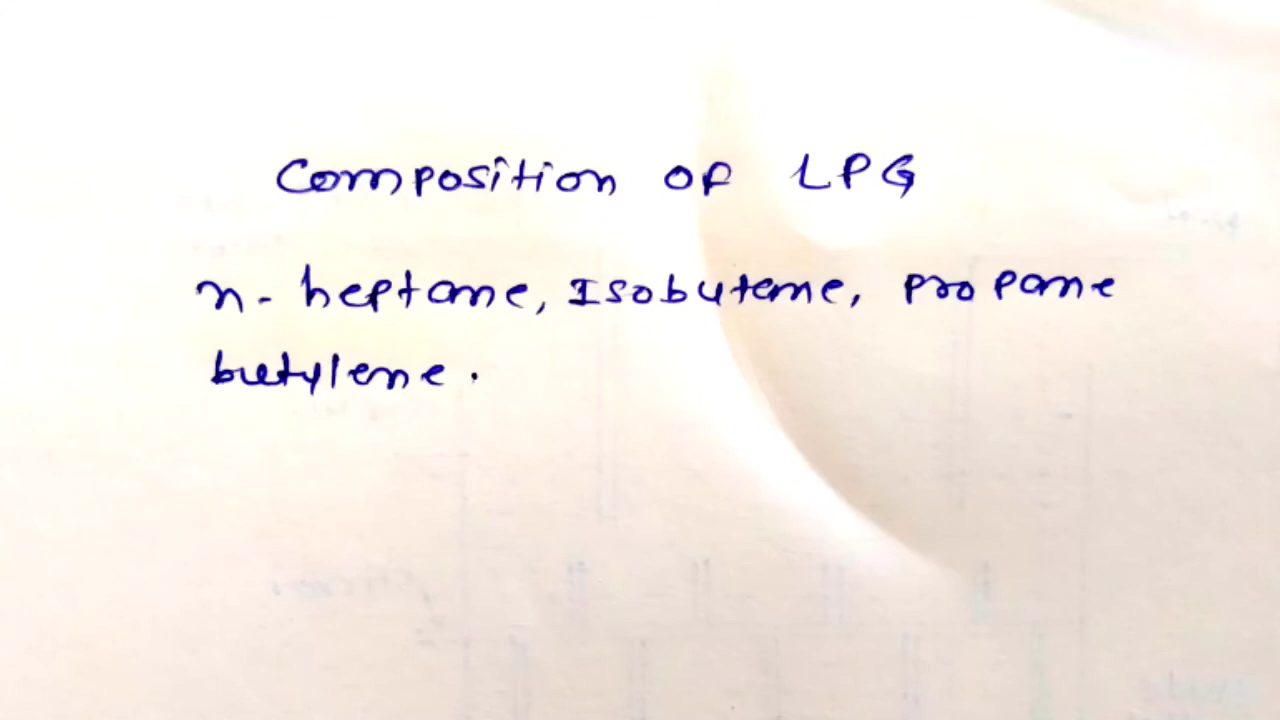 Composition of LPG
n-heptane, Isobutene, propane
butylene.